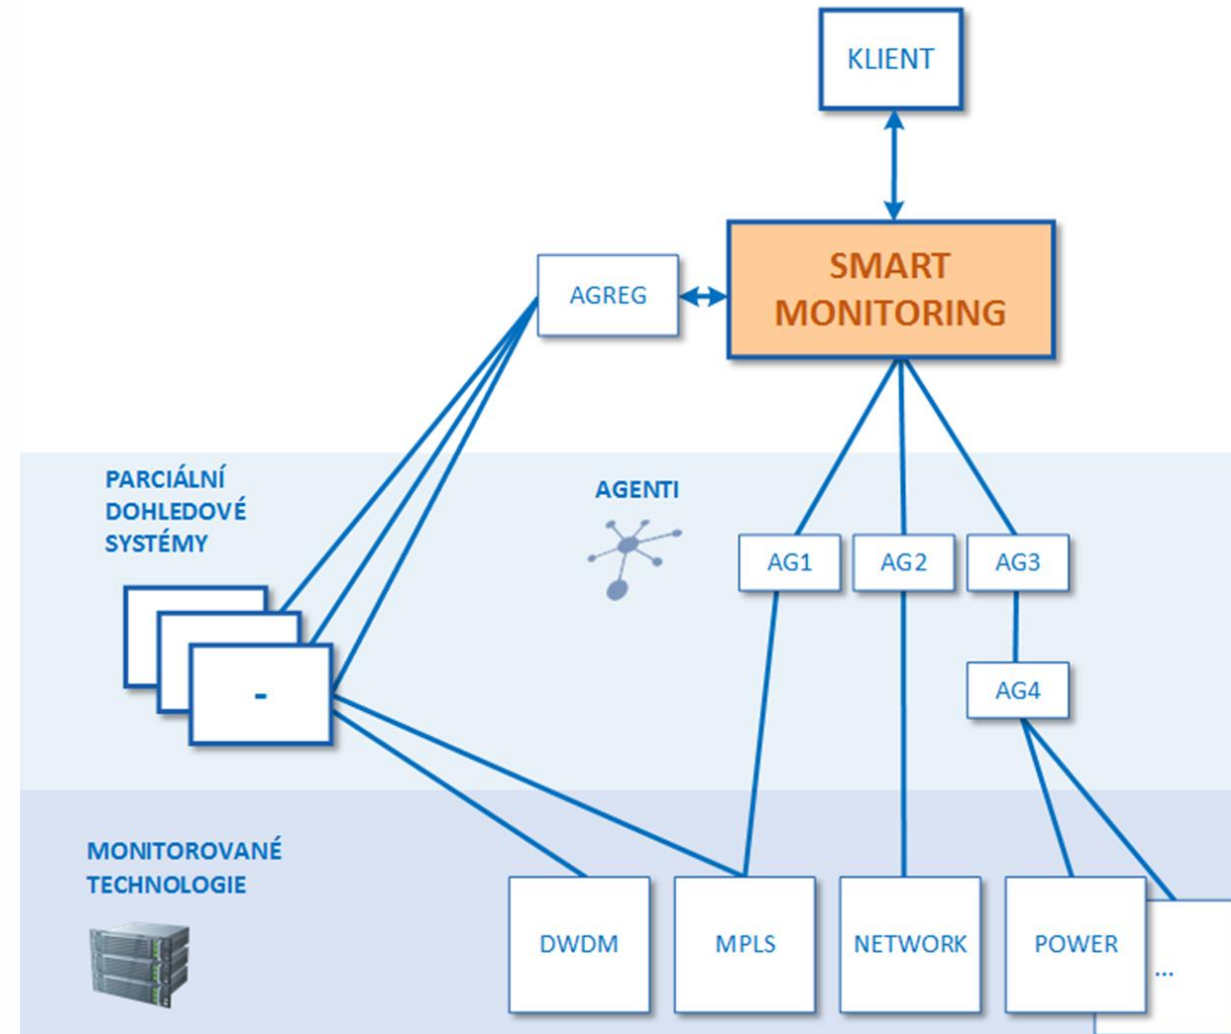 KLIENT
SMART
MONITORING
AGREG
PARCIÁLNÍ
DOHLEDOVÉ
SYSTÉMY
AGENTI
AG1
AG2
AG3
-
AG4
MONITOROVANÉ
TECHNOLOGIE
DWDM
MPLS
NETWORK
POWER
...